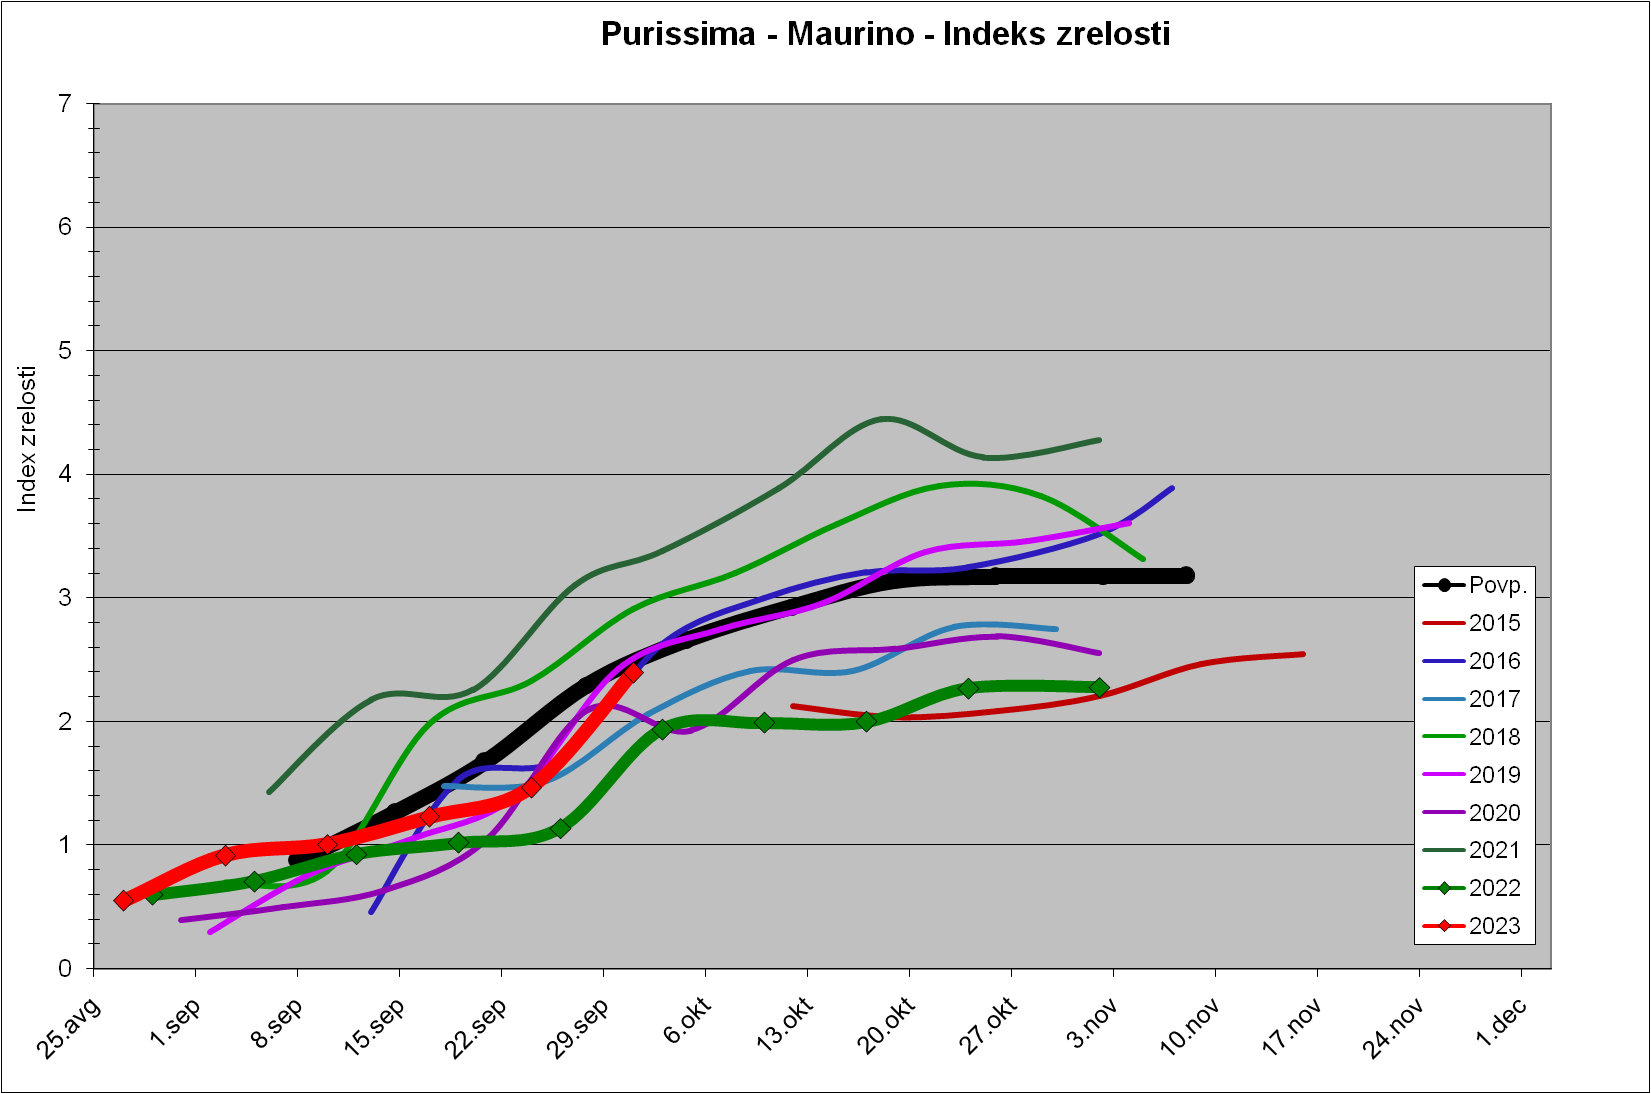 Purissima - Maurino - Indeks zrelosti
Index zrelosti
7
6
5
4
3
2
1
0
25.avg
1.sep
8.sep
15.sep
22.sep
29.sep
6.okt
13.okt
20.okt
27.okt
3.nov
10.nov
17.nov
24.nov
1.dec
Povp.
2015
2016
2017
2018
2019
2020
2021
2022
2023